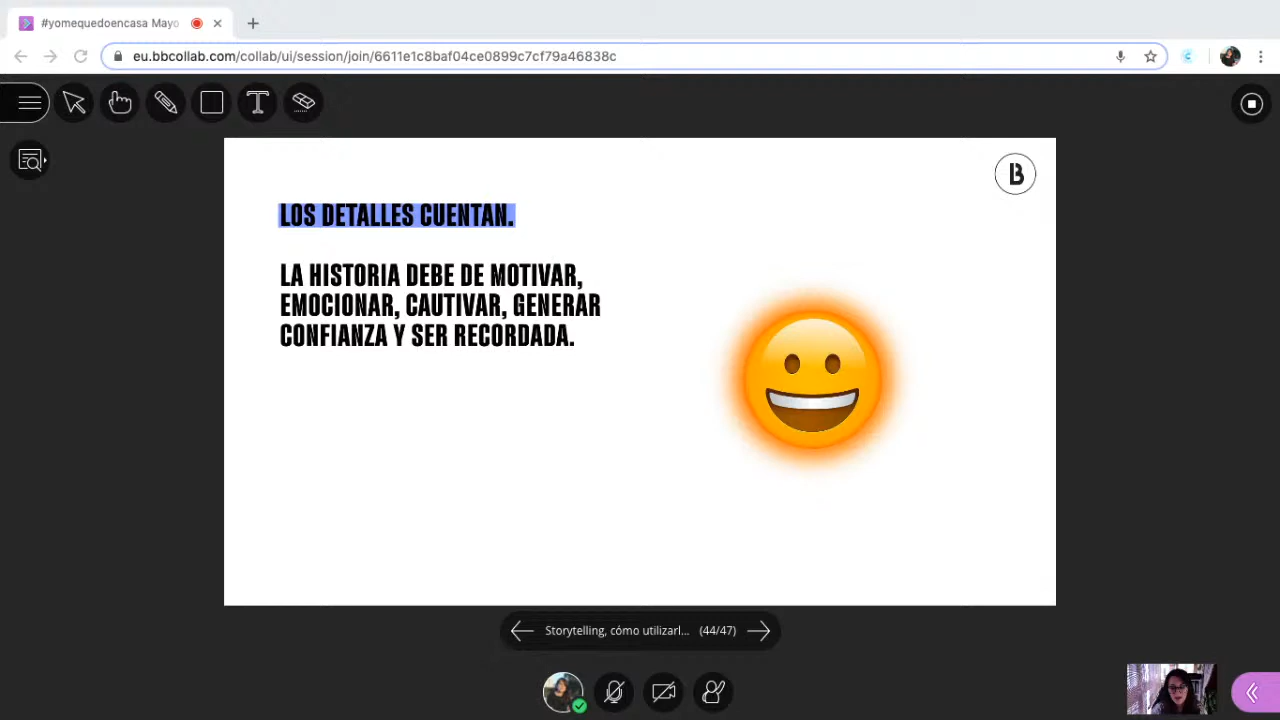 #yomequedoencasa Mayo
eu.bbcollab.com/collab/ui/session/join/6611e1c8baf04ce0899c7cf79a46838c
T
B
LOS DETALLES CUENTAN.
LA HISTORIA DEBE DE MOTIVAR,
EMOCIONAR, CAUTIVAR, GENERAR
CONFIANZA Y SER RECORDADA.
Storytelling, cómo utilizarl... (44/47)